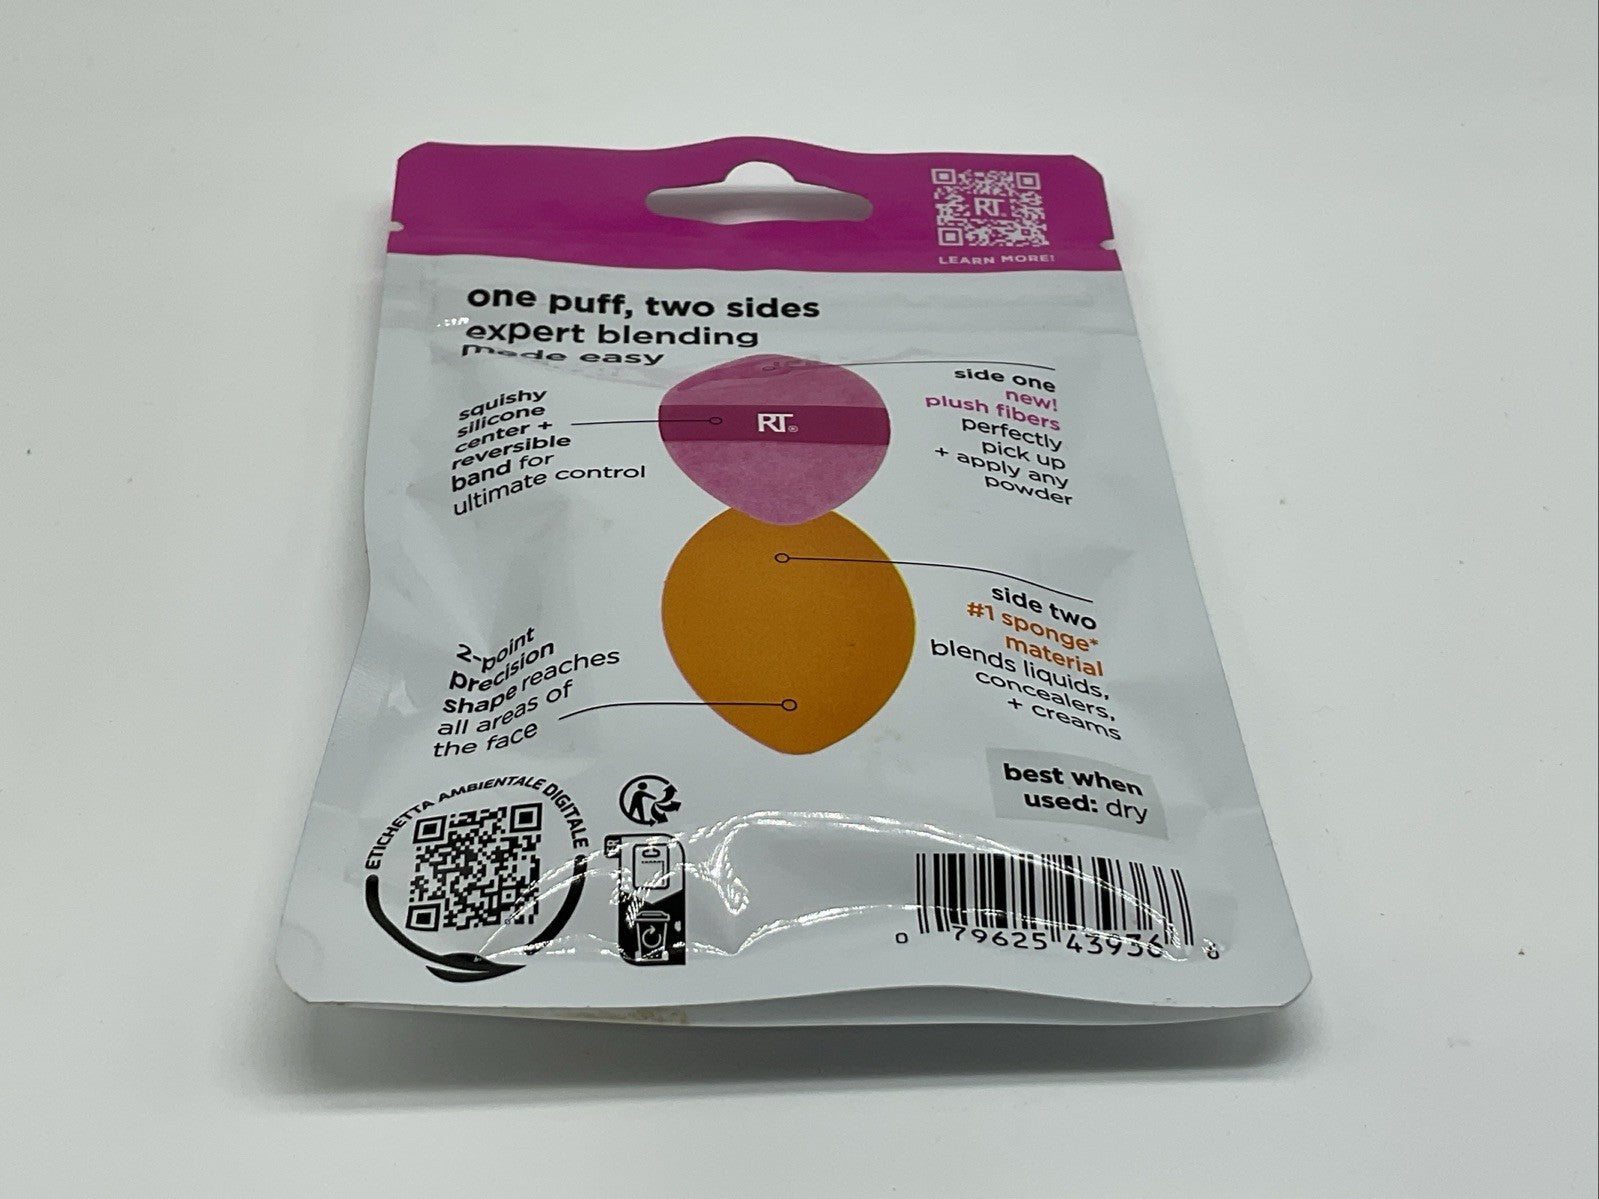 RT
LEARN MORE!
one puff, two sides
expert blending
made easy
squishy
silicone
center +
reversible
band for
ultimate control
RT®
side one
new!
plush fibers
perfectly
pick up
+ apply any
powder
side two
#1 sponge*
material
blends liquids,
concealers,
+ creams
2-point
precision
shape reaches
all areas of
the face
best when
used: dry
ETICHETTA AMBIENTALE DIGITALE
FR
0 79625 43936 8